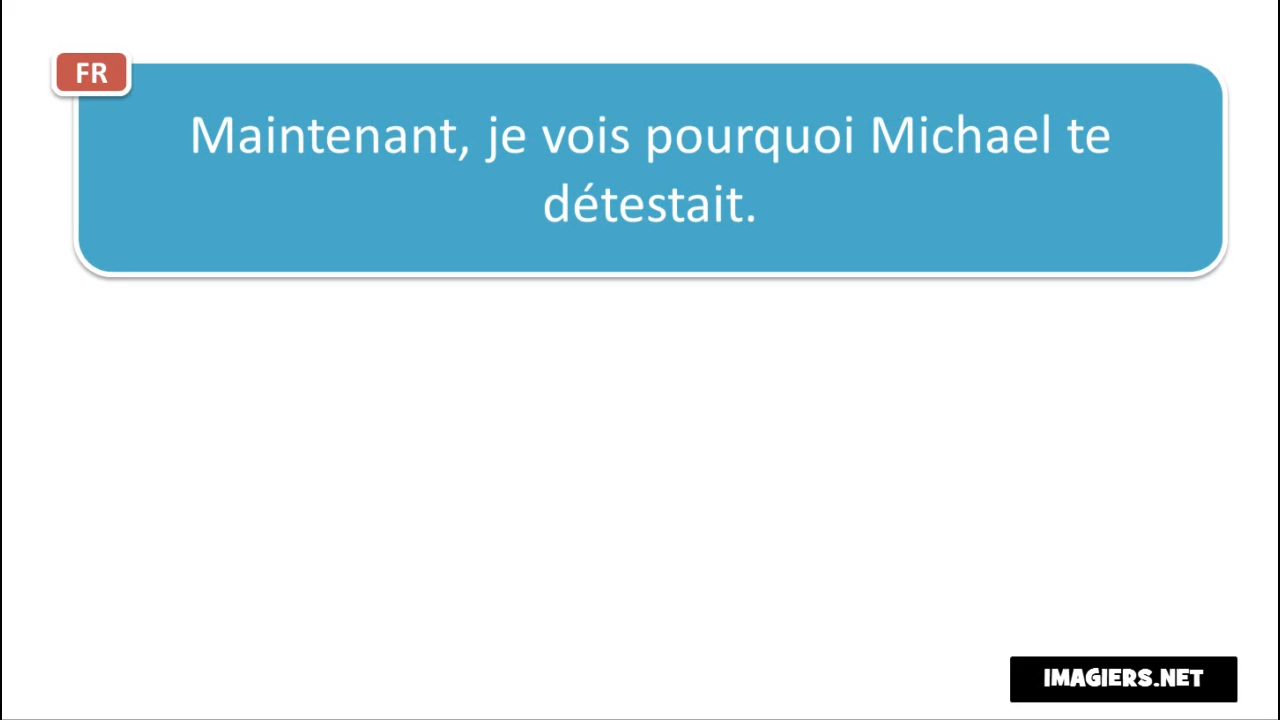 FR
Maintenant, je vois pourquoi Michael te
détestait.
IMAGIERS.NET